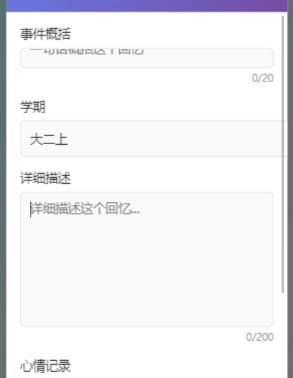 事件概括
一句话概括这个回忆
0/20
学期
大二上
详细描述
详细描述这个回忆...
0/200
心情记录